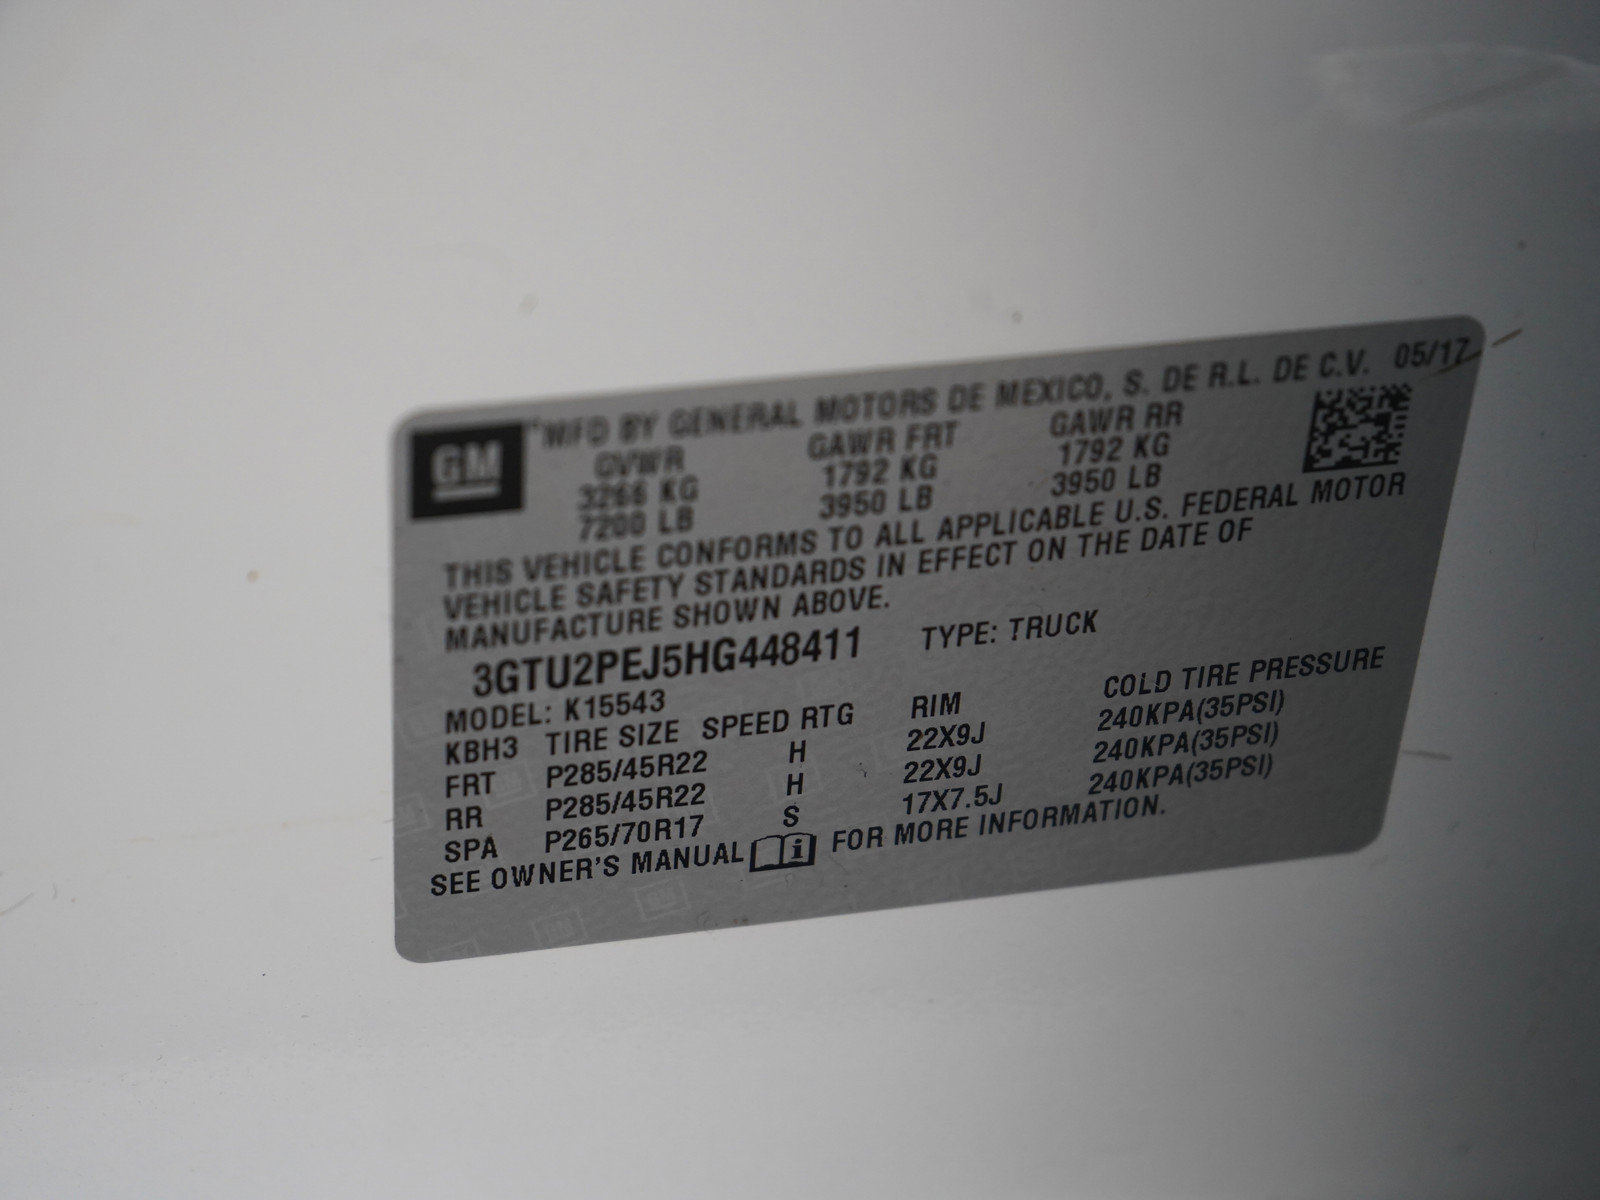 GM
MFD BY GENERAL MOTORS DE MEXICO, S. DE R.L. DE C.V. 05/17
GVWR GAWR FRT GAWR RR
3266 KG 1792 KG 1792 KG
7200 LB 3950 LB 3950 LB
THIS VEHICLE CONFORMS TO ALL APPLICABLE U.S. FEDERAL MOTOR
VEHICLE SAFETY STANDARDS IN EFFECT ON THE DATE OF
MANUFACTURE SHOWN ABOVE.
3GTU2PEJ5HG448411 TYPE: TRUCK
MODEL: K15543
KBH3 TIRE SIZE SPEED RTG RIM COLD TIRE PRESSURE
FRT P285/45R22 H 22X9J 240KPA(35PSI)
RR P285/45R22 H 22X9J 240KPA(35PSI)
SPA P265/70R17 S 17X7.5J 240KPA(35PSI)
SEE OWNER'S MANUAL i FOR MORE INFORMATION.